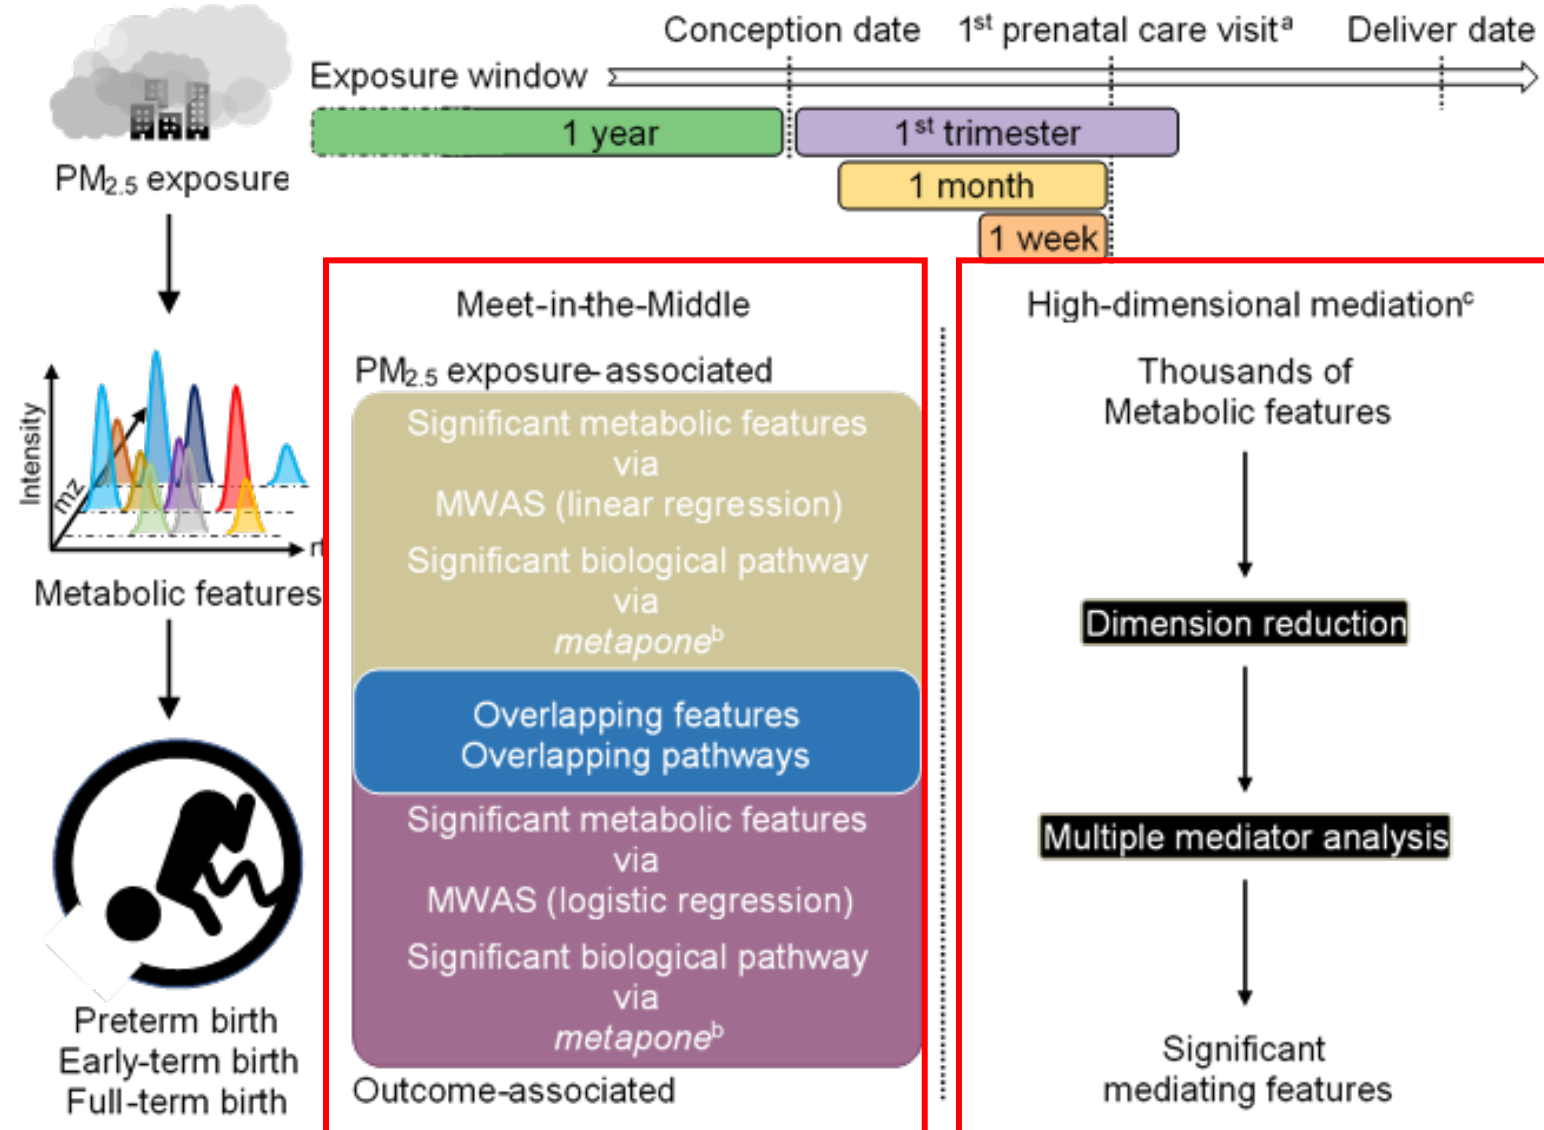 Conception date
1st prenatal care visitª
Deliver date
Exposure window
1 year
1st trimester
1 month
1 week
PM2.5 exposure
Intensity
mz
rt
Metabolic features
Preterm birth
Early-term birth
Full-term birth
Meet-in-the-Middle
PM2.5 exposure-associated
Significant metabolic features
via
MWAS (linear regression)
Significant biological pathway
via
metaponeb
Overlapping features
Overlapping pathways
Significant metabolic features
via
MWAS (logistic regression)
Significant biological pathway
via
metaponeb
Outcome-associated
High-dimensional mediationc
Thousands of
Metabolic features
Dimension reduction
Multiple mediator analysis
Significant
mediating features